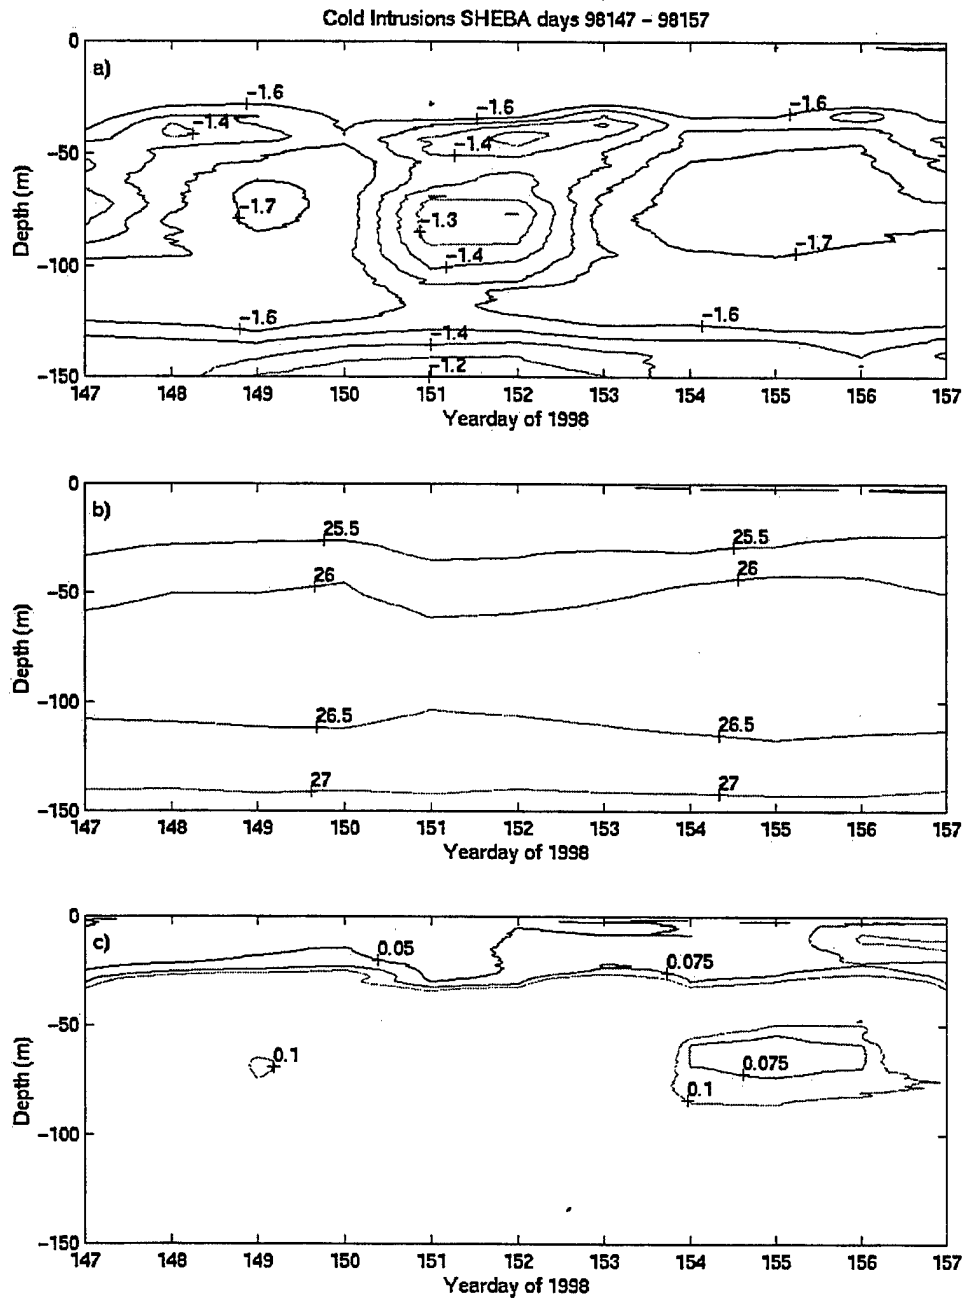 Cold Intrusions SHEBA days 98147 – 98157
0
a)
−1.6
−1.6
−1.6
−1.4
−50
−1.4
Depth (m)
−1.7
−1.3
−1.7
−100
−1.4
−1.6
−1.6
−1.4
−1.2
−150
147 148 149 150 151 152 153 154 155 156 157
Yearday of 1998
0
b)
25.5
25.5
26
26
−50
Depth (m)
−100
26.5
26.5
27
27
−150
147 148 149 150 151 152 153 154 155 156 157
Yearday of 1998
0
c)
0.05
0.075
−50
Depth (m)
0.1
0.075
0.1
−100
−150
147 148 149 150 151 152 153 154 155 156 157
Yearday of 1998